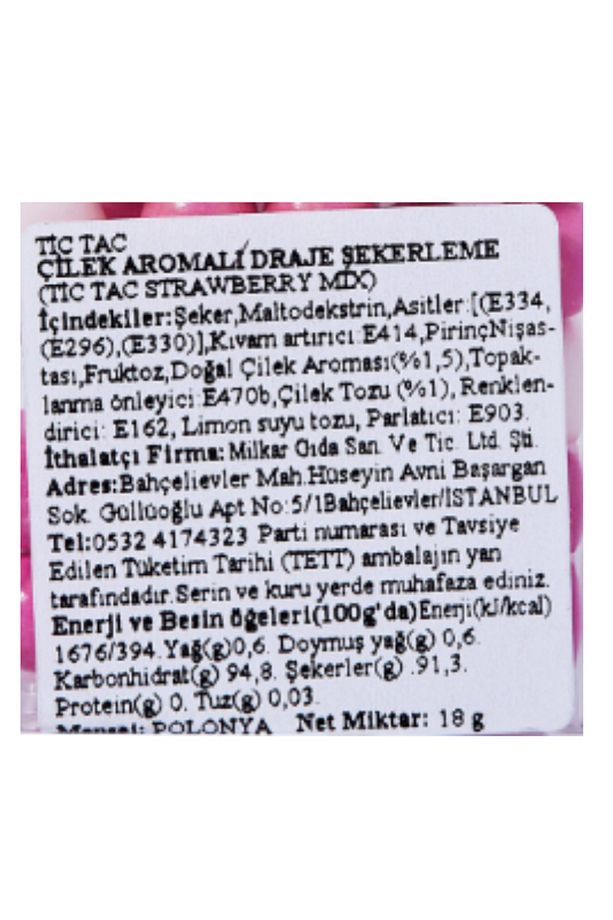 TİC TAC
ÇİLEK AROMALI DRAJE ŞEKERLEME
(TİC TAC STRAWBERRY MİX)
İçindekiler:Şeker,Maltodekstrin,Asitler:[(E334,
(E296),(E330)],Kıvam artırıcı:E414,PirinçNişas-
tası,Fruktoz,Doğal Çilek Aroması(%1,5),Topak-
lanma önleyici:E470b,Çilek Tozu (%1), Renklen-
dirici: E162, Limon suyu tozu, Parlatıcı: E903.
İthalatçı Firma: Milkar Gıda San. Ve Tic. Ltd. Şti.
Adres:Bahçelievler Mah.Hüseyin Avni Başargan
Sok. Güllüoğlu Apt No:5/1Bahçelievler/İSTANBUL
Tel:0532 4174323 Parti numarası ve Tavsiye
Edilen Tüketim Tarihi (TETT) ambalajın yan
tarafındadır.Serin ve kuru yerde muhafaza ediniz.
Enerji ve Besin öğeleri(100g'da)Enerji(kJ/kcal)
1676/394.Yağ(g)0,6. Doymuş yağ(g) 0,6.
Karbonhidrat(g) 94,8. Şekerler(g) .91,3.
Protein(g) 0. Tuz(g) 0,03.
Menşei: POLONYA Net Miktar: 18 g